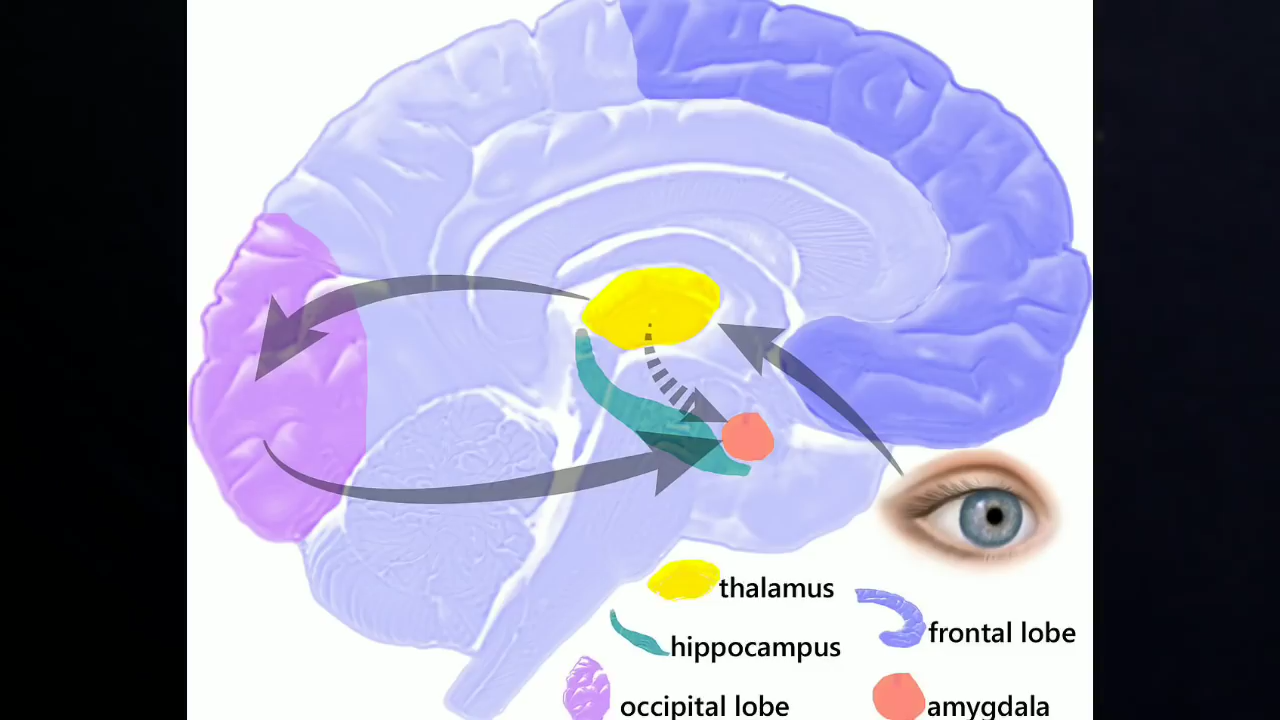 thalamus
hippocampus
frontal lobe
occipital lobe
amygdala